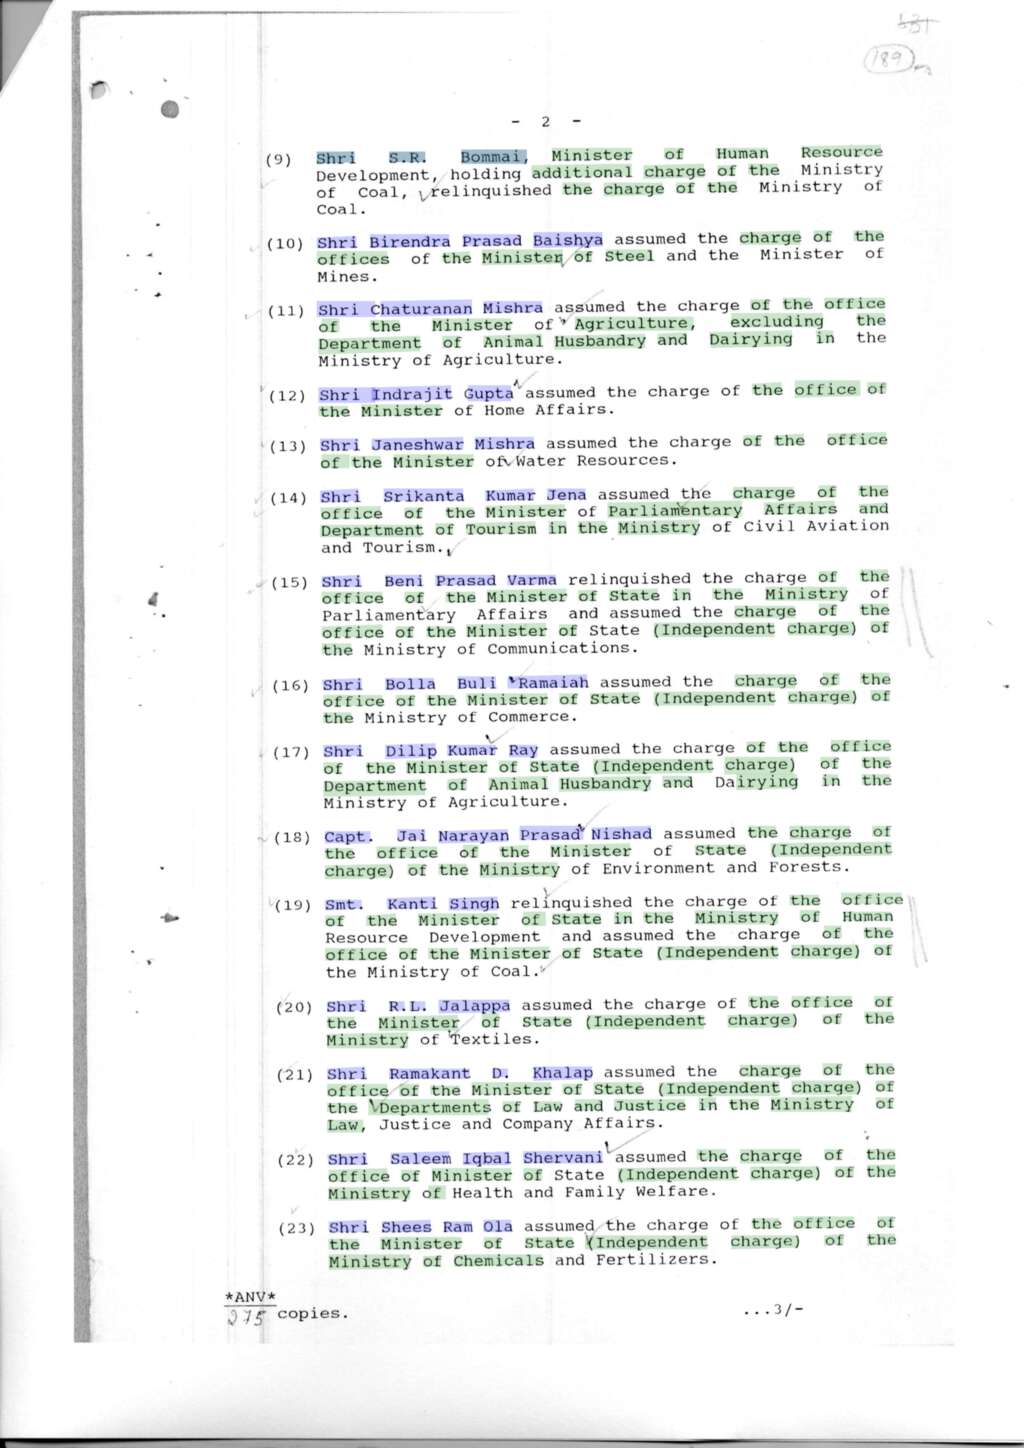 189
- 2 -
(9) Shri S.R. Bommai, Minister of Human Resource
Development, holding additional charge of the Ministry
of Coal, relinquished the charge of the Ministry of
Coal.
(10) Shri Birendra Prasad Baishya assumed the charge of the
offices of the Minister of Steel and the Minister of
Mines.
(11) Shri Chaturanan Mishra assumed the charge of the office
of the Minister of Agriculture, excluding the
Department of Animal Husbandry and Dairying in the
Ministry of Agriculture.
(12) Shri Indrajit Gupta assumed the charge of the office of
the Minister of Home Affairs.
(13) Shri Janeshwar Mishra assumed the charge of the office
of the Minister of Water Resources.
(14) Shri Srikanta Kumar Jena assumed the charge of the
office of the Minister of Parliamentary Affairs and
Department of Tourism in the Ministry of Civil Aviation
and Tourism.
(15) Shri Beni Prasad Varma relinquished the charge of the
office of the Minister of State in the Ministry of
Parliamentary Affairs and assumed the charge of the
office of the Minister of State (Independent charge) of
the Ministry of Communications.
(16) Shri Bolla Buli Ramaiah assumed the charge of the
office of the Minister of State (Independent charge) of
the Ministry of Commerce.
(17) Shri Dilip Kumar Ray assumed the charge of the office
of the Minister of State (Independent charge) of the
Department of Animal Husbandry and Dairying in the
Ministry of Agriculture.
(18) Capt. Jai Narayan Prasad Nishad assumed the charge of
the office of the Minister of State (Independent
charge) of the Ministry of Environment and Forests.
(19) Smt. Kanti Singh relinquished the charge of the office
of the Minister of State in the Ministry of Human
Resource Development and assumed the charge of the
office of the Minister of State (Independent charge) of
the Ministry of Coal.
(20) Shri R.L. Jalappa assumed the charge of the office of
the Minister of State (Independent charge) of the
Ministry of Textiles.
(21) Shri Ramakant D. Khalap assumed the charge of the
office of the Minister of State (Independent charge) of
the Departments of Law and Justice in the Ministry of
Law, Justice and Company Affairs.
(22) Shri Saleem Iqbal Shervani assumed the charge of the
office of Minister of State (Independent charge) of the
Ministry of Health and Family Welfare.
(23) Shri Shees Ram Ola assumed the charge of the office of
the Minister of State (Independent charge) of the
Ministry of Chemicals and Fertilizers.
*ANV*
275 copies.
...3/-